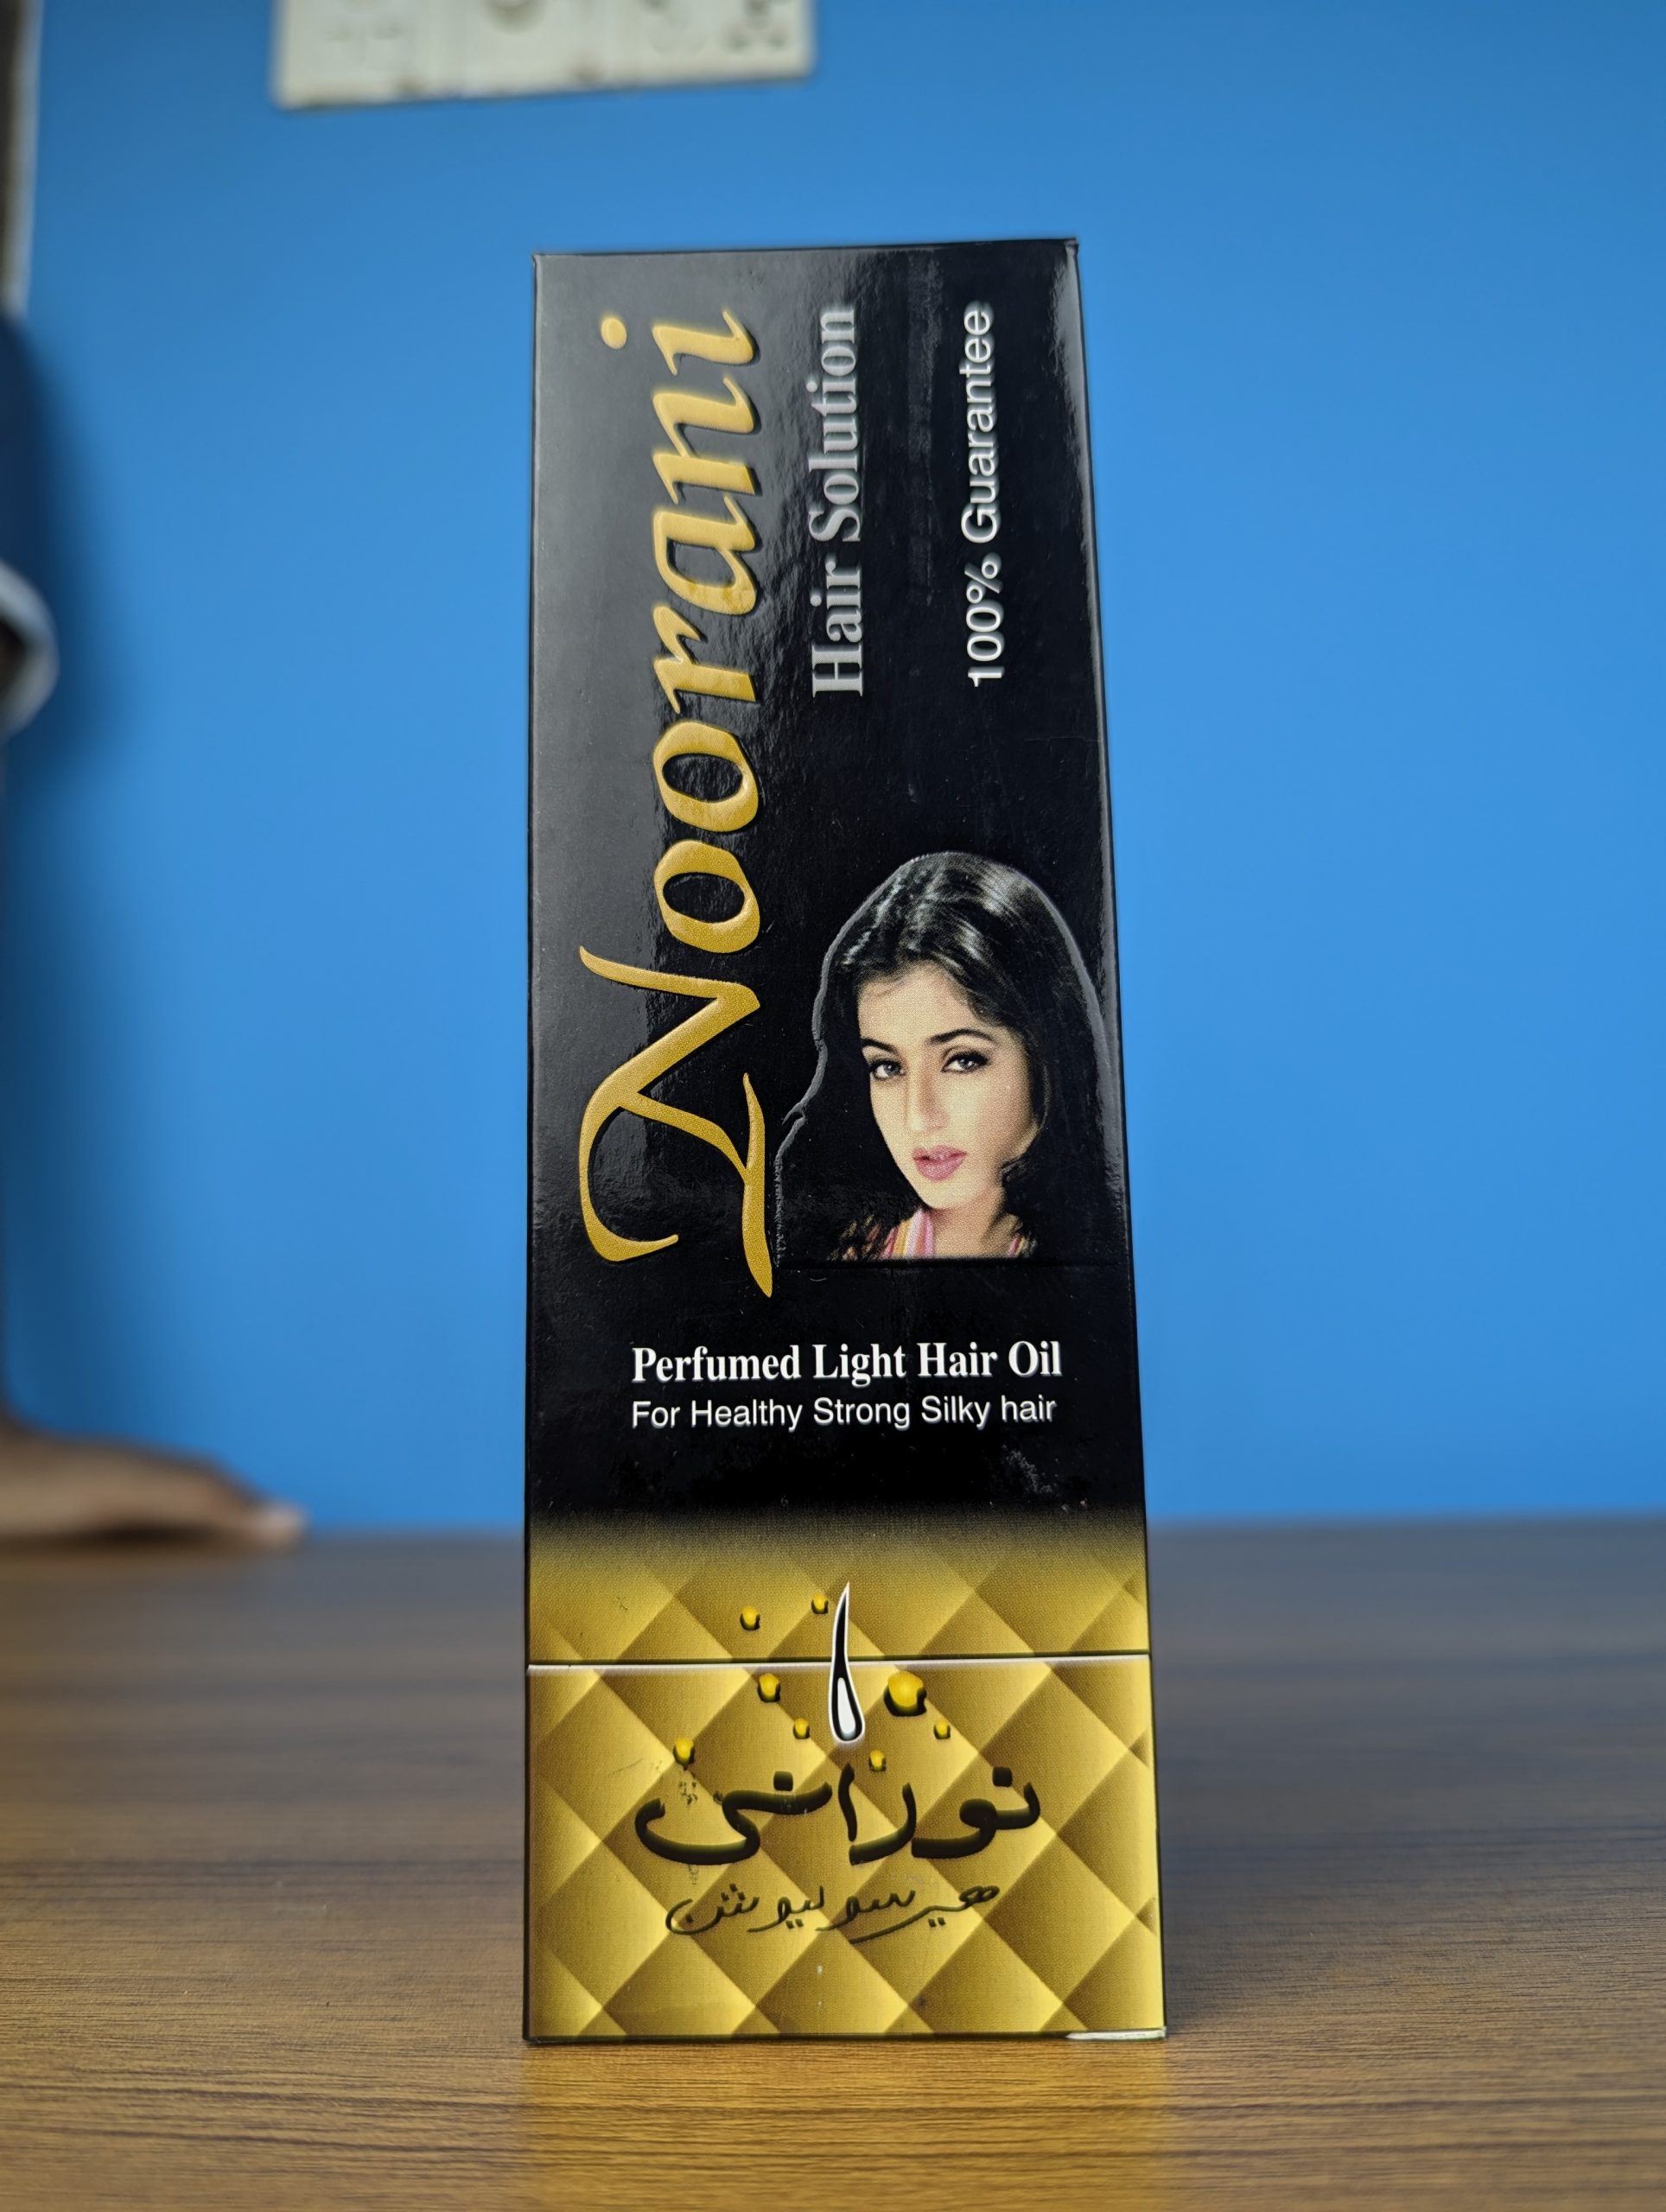 Noorani
Hair Solution
100% Guarantee
Perfumed Light Hair Oil
For Healthy Strong Silky hair
نورانی
ھیر سولیوشن